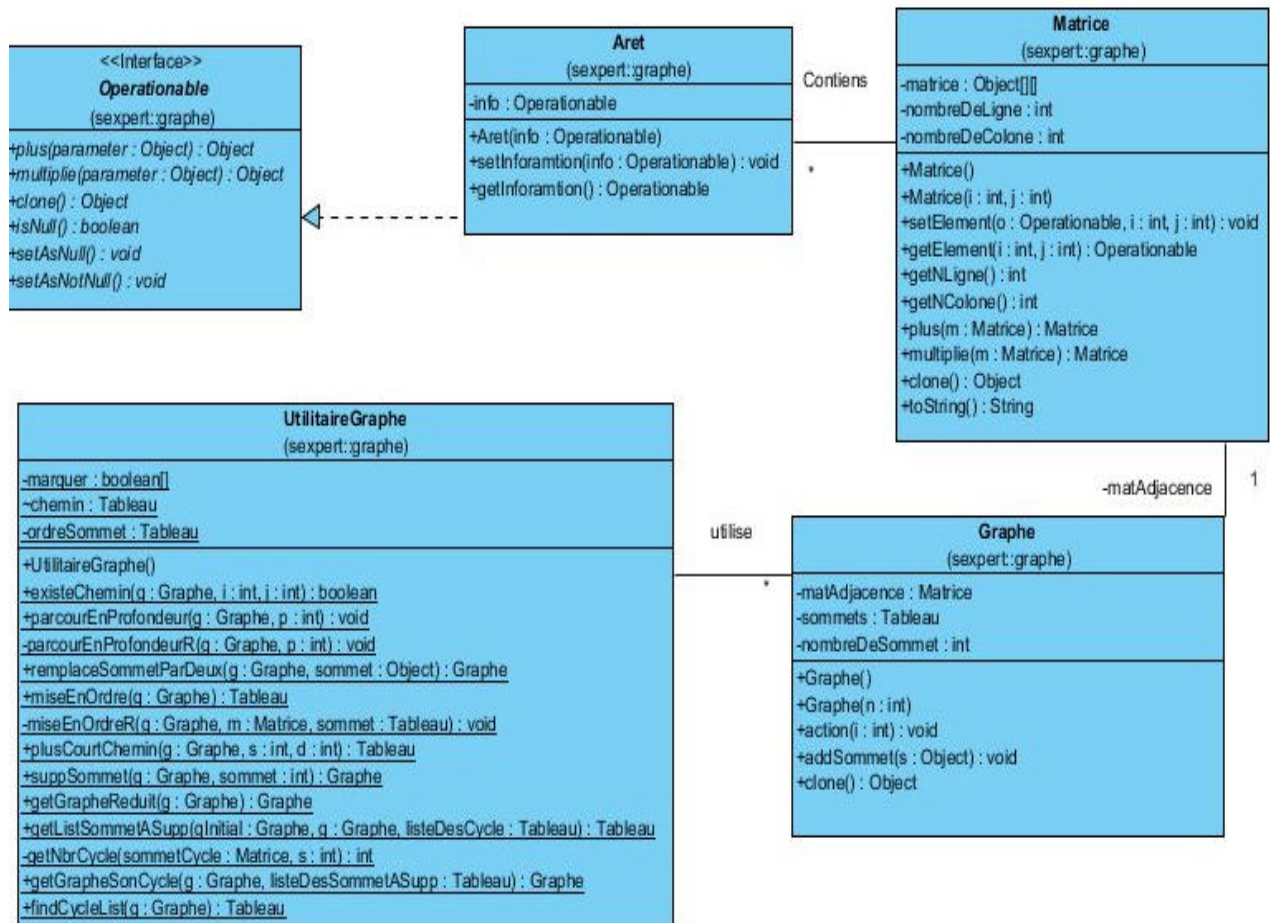 <<Interface>>
Operationable
(sexpert::graphe)
+plus(parameter : Object) : Object
+multiplie(parameter : Object) : Object
+clone() : Object
+isNull() : boolean
+setAsNull() : void
+setAsNotNull() : void
Aret
(sexpert::graphe)
-info : Operationable
+Aret(info : Operationable)
+setInforamtion(info : Operationable) : void
+getInforamtion() : Operationable
Contiens
*
Matrice
(sexpert::graphe)
-matrice : Object[][]
-nombreDeLigne : int
-nombreDeColone : int
+Matrice()
+Matrice(i : int, j : int)
+setElement(o : Operationable, i : int, j : int) : void
+getElement(i : int, j : int) : Operationable
+getNLigne() : int
+getNColone() : int
+plus(m : Matrice) : Matrice
+multiplie(m : Matrice) : Matrice
+clone() : Object
+toString() : String
-matAdjacence
1
UtilitaireGraphe
(sexpert::graphe)
-marquer : boolean[]
~chemin : Tableau
-ordreSommet : Tableau
+UtilitaireGraphe()
+existeChemin(g : Graphe, i : int, j : int) : boolean
+parcourEnProfondeur(g : Graphe, p : int) : void
-parcourEnProfondeurR(g : Graphe, p : int) : void
+remplaceSommetParDeux(g : Graphe, sommet : Object) : Graphe
+miseEnOrdre(g : Graphe) : Tableau
-miseEnOrdreR(g : Graphe, m : Matrice, sommet : Tableau) : void
+plusCourtChemin(g : Graphe, s : int, d : int) : Tableau
+suppSommet(g : Graphe, sommet : int) : Graphe
+getGrapheReduit(g : Graphe) : Graphe
+getListSommetASupp(gInitial : Graphe, g : Graphe, listeDesCycle : Tableau) : Tableau
-getNbrCycle(sommetCycle : Matrice, s : int) : int
+getGrapheSonCycle(g : Graphe, listeDesSommetASupp : Tableau) : Graphe
+findCycleList(g : Graphe) : Tableau
utilise
*
Graphe
(sexpert::graphe)
-matAdjacence : Matrice
-sommets : Tableau
-nombreDeSommet : int
+Graphe()
+Graphe(n : int)
+action(i : int) : void
+addSommet(s : Object) : void
+clone() : Object